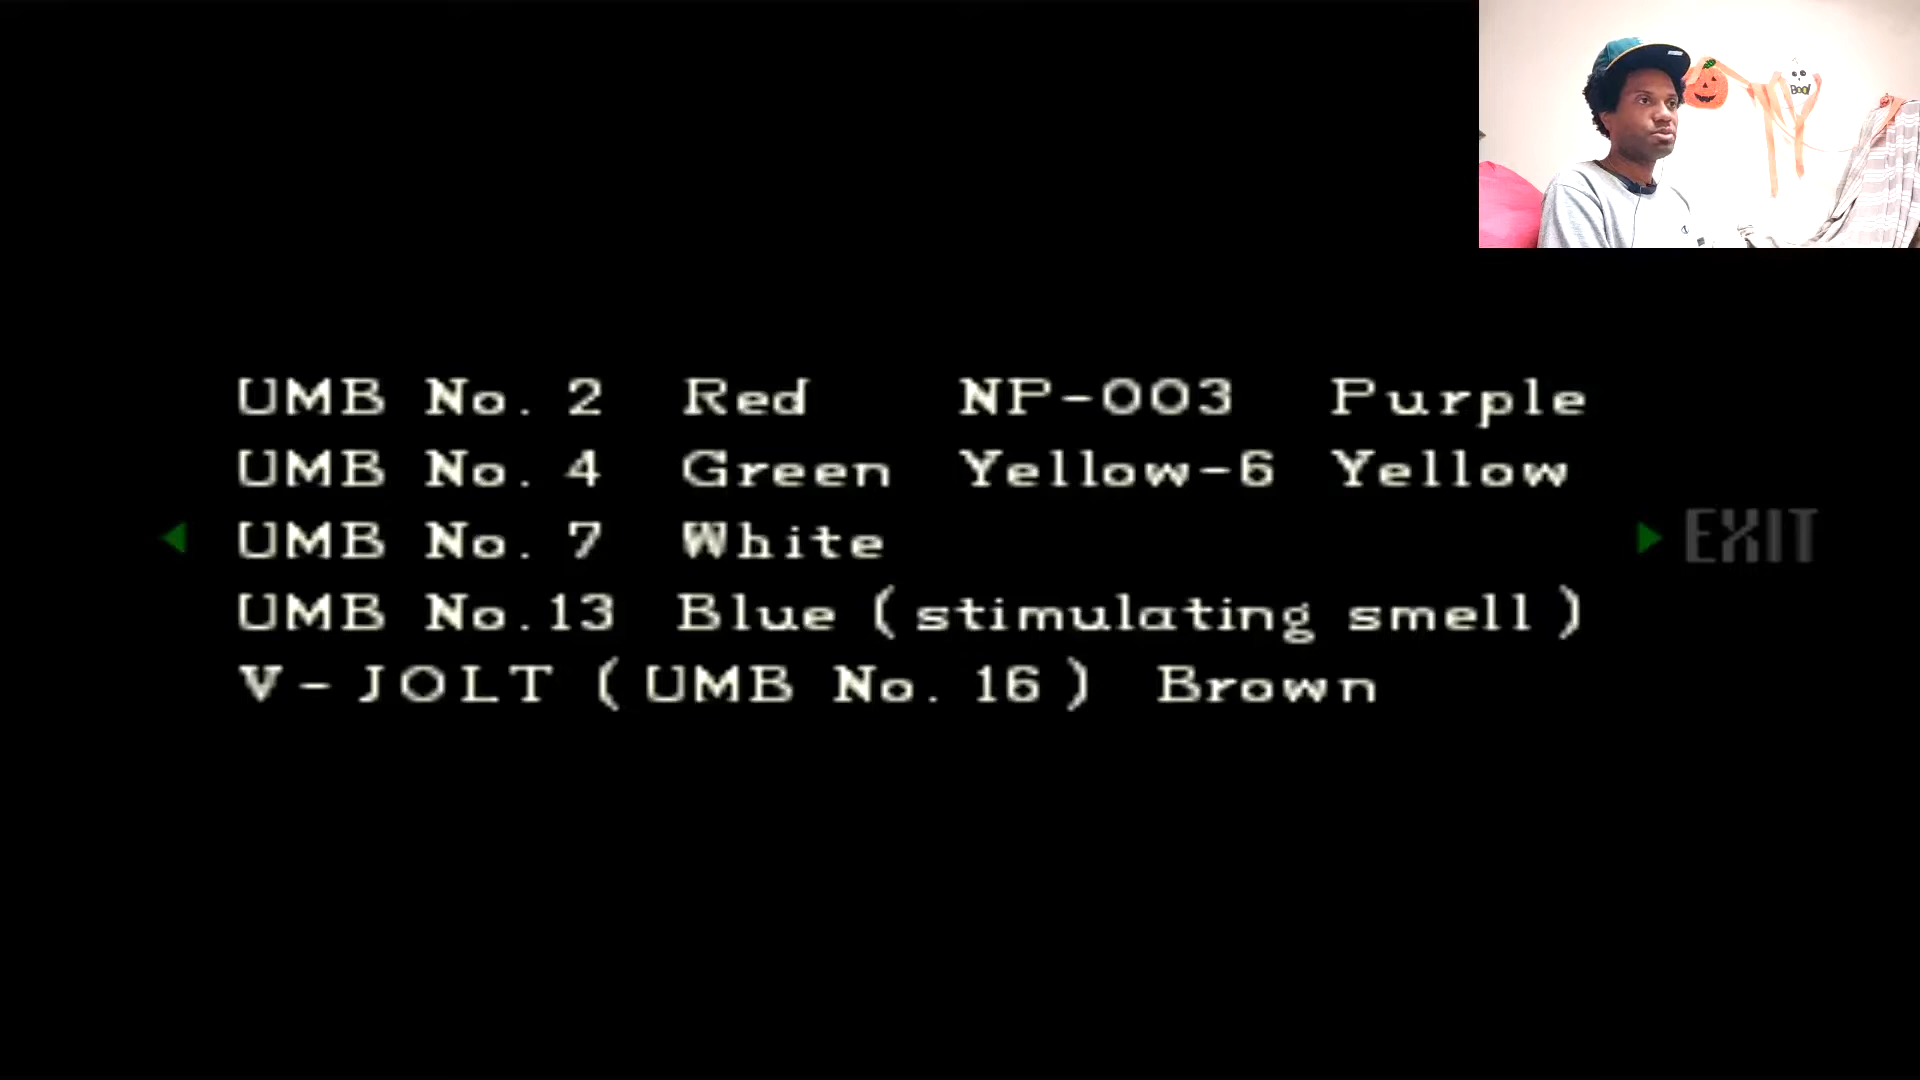 UMB No. 2 Red NP-003 Purple
UMB No. 4 Green Yellow-6 Yellow
UMB No. 7 White
EXIT
UMB No.13 Blue (stimulating smell)
V-JOLT (UMB No. 16) Brown
Boo!